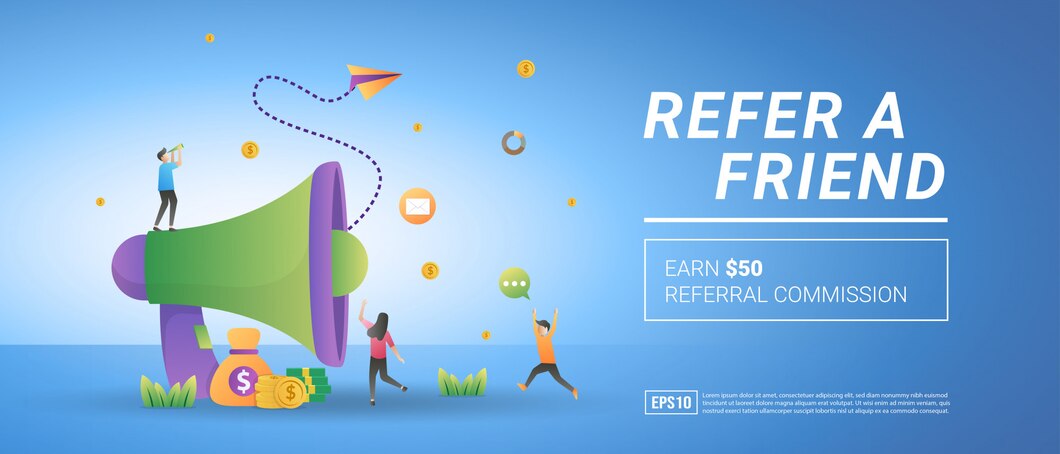 REFER A
FRIEND
EARN $50
REFERRAL COMMISSION
EPS10
Lorem ipsum dolor sit amet, consectetuer adipiscing elit, sed diam nonummy nibh euismod
tincidunt ut laoreet dolore magna aliquam erat volutpat. Ut wisi enim ad minim veniam, quis
nostrud exerci tation ullamcorper suscipit lobortis nisl ut aliquip ex ea commodo consequat.
$
$
$
$
$
$